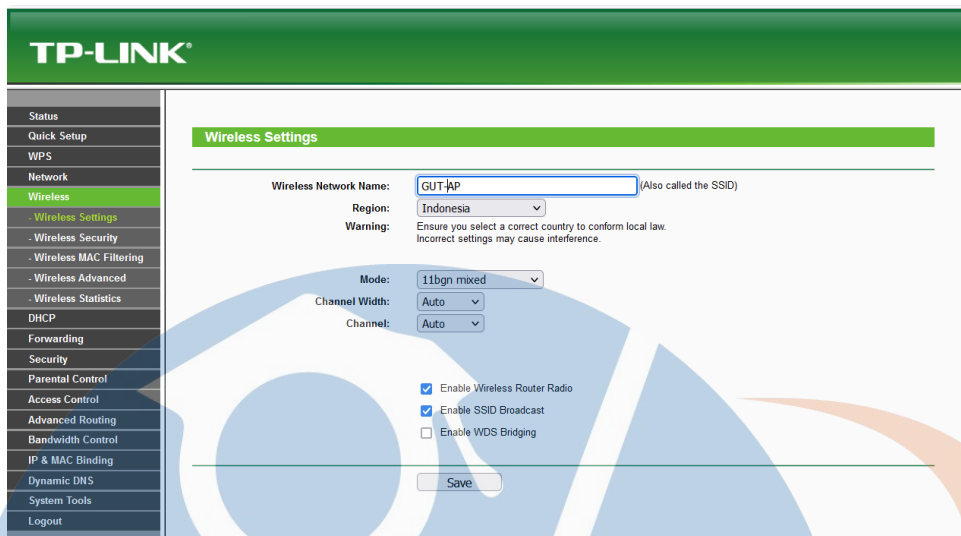 TP-LINK®
Status
Quick Setup
WPS
Network
Wireless
- Wireless Settings
- Wireless Security
- Wireless MAC Filtering
- Wireless Advanced
- Wireless Statistics
DHCP
Forwarding
Security
Parental Control
Access Control
Advanced Routing
Bandwidth Control
IP & MAC Binding
Dynamic DNS
System Tools
Logout
Wireless Settings
Wireless Network Name: GUT-AP (Also called the SSID)
Region: Indonesia
Warning: Ensure you select a correct country to conform local law.
Incorrect settings may cause interference.
Mode: 11bgn mixed
Channel Width: Auto
Channel: Auto
Enable Wireless Router Radio
Enable SSID Broadcast
Enable WDS Bridging
Save